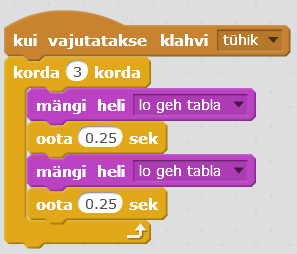 kui vajutatakse klahvi tühik
korda 3 korda
mängi heli lo geh tabla
oota 0.25 sek
mängi heli lo geh tabla
oota 0.25 sek